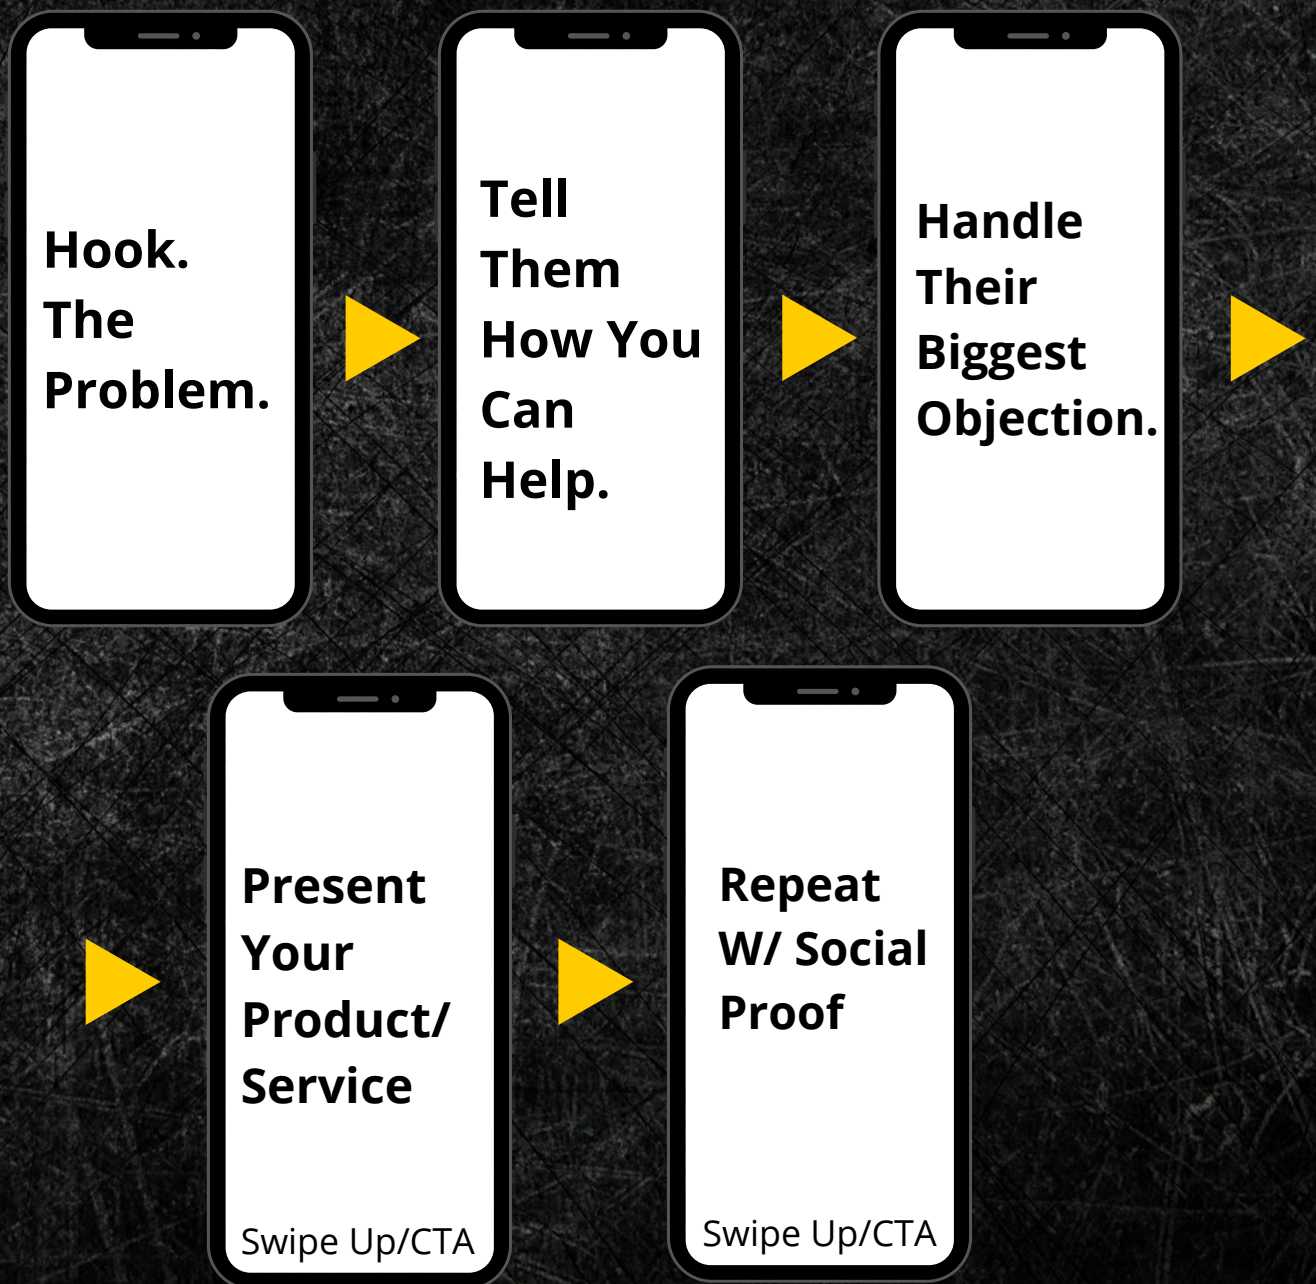 Hook.
The
Problem.
Tell
Them
How You
Can
Help.
Handle
Their
Biggest
Objection.
Present
Your
Product/
Service
Swipe Up/CTA
Repeat
W/ Social
Proof
Swipe Up/CTA